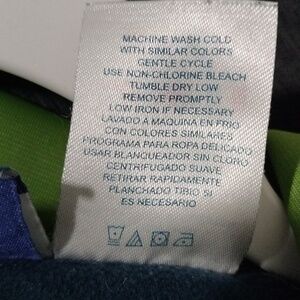 MACHINE WASH COLD
WITH SIMILAR COLORS
GENTLE CYCLE
USE NON-CHLORINE BLEACH
TUMBLE DRY LOW
REMOVE PROMPTLY
LOW IRON IF NECESSARY
LAVADO A MAQUINA EN FRIO
CON COLORES SIMILARES
PROGRAMA PARA ROPA DELICADO
USAR BLANQUEADOR SIN CLORO
CENTRIFUGADO SUAVE
RETIRAR RAPIDAMENTE
PLANCHADO TIBIO SI
ES NECESARIO